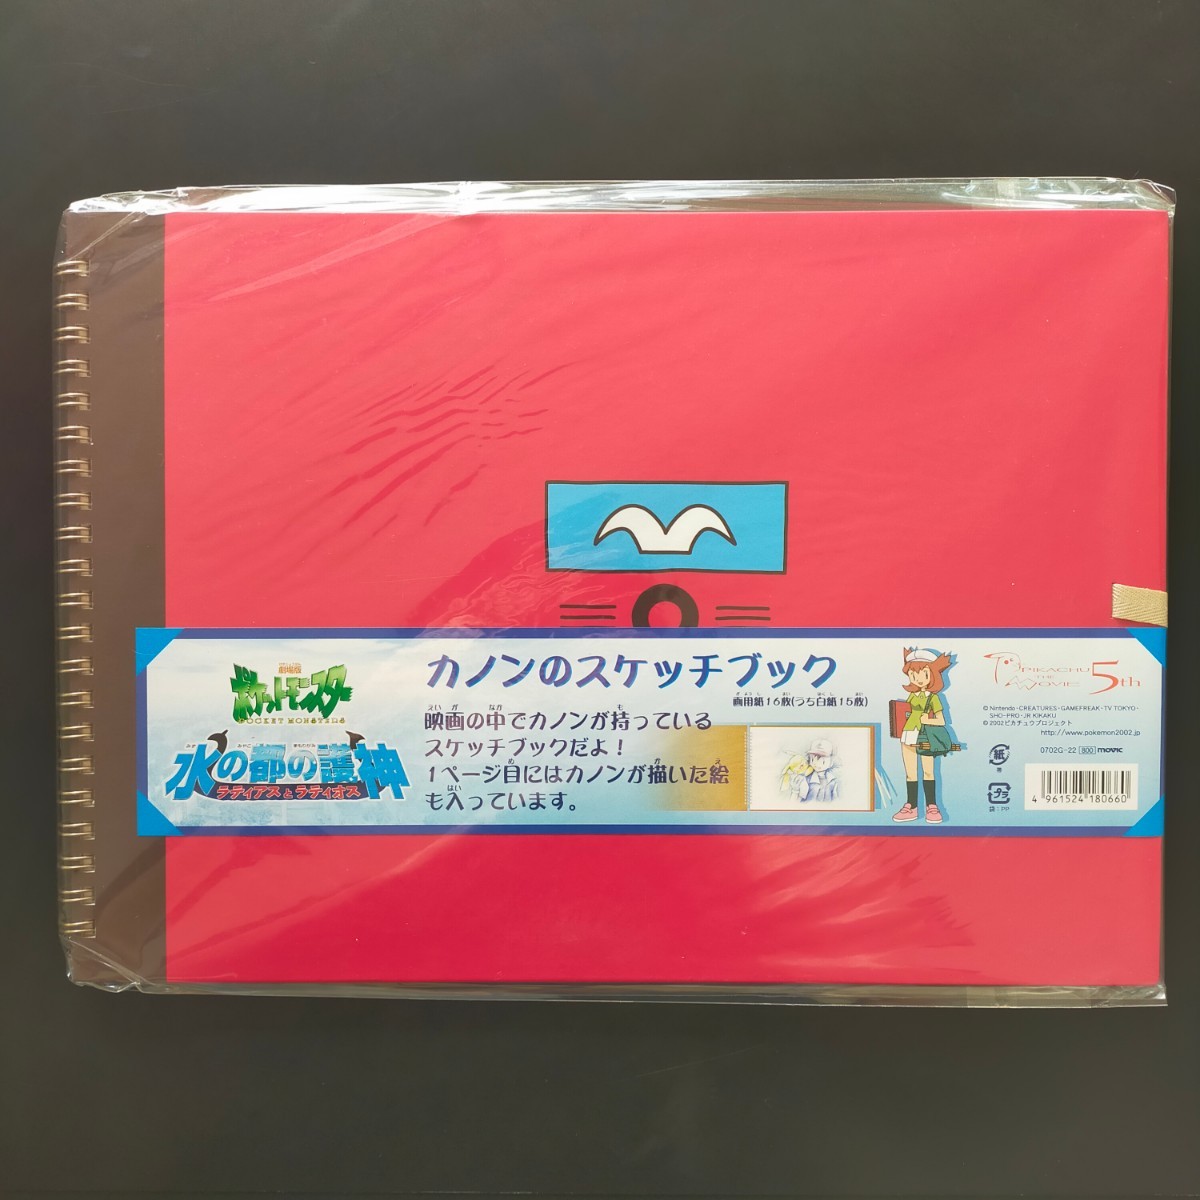 劇場版
ポケットモンスター
POCKET MONSTERS
水の都の護神
ラティアスとラティオス
カノンのスケッチブック
画用紙16枚(うち白紙15枚)
映画の中でカノンが持っている
スケッチブックだよ!
1ページ目にはカノンが描いた絵
も入っています。
PIKACHU
THE
MOVIE 5th
©Nintendo・CREATURES・GAMEFREAK・TV TOKYO・
SHO-PRO・JR KIKAKU
©2002ピカチュウプロジェクト
http://www.pokemon2002.jp
0702G-22 800 movic
紙
プラ
4 961524 180660